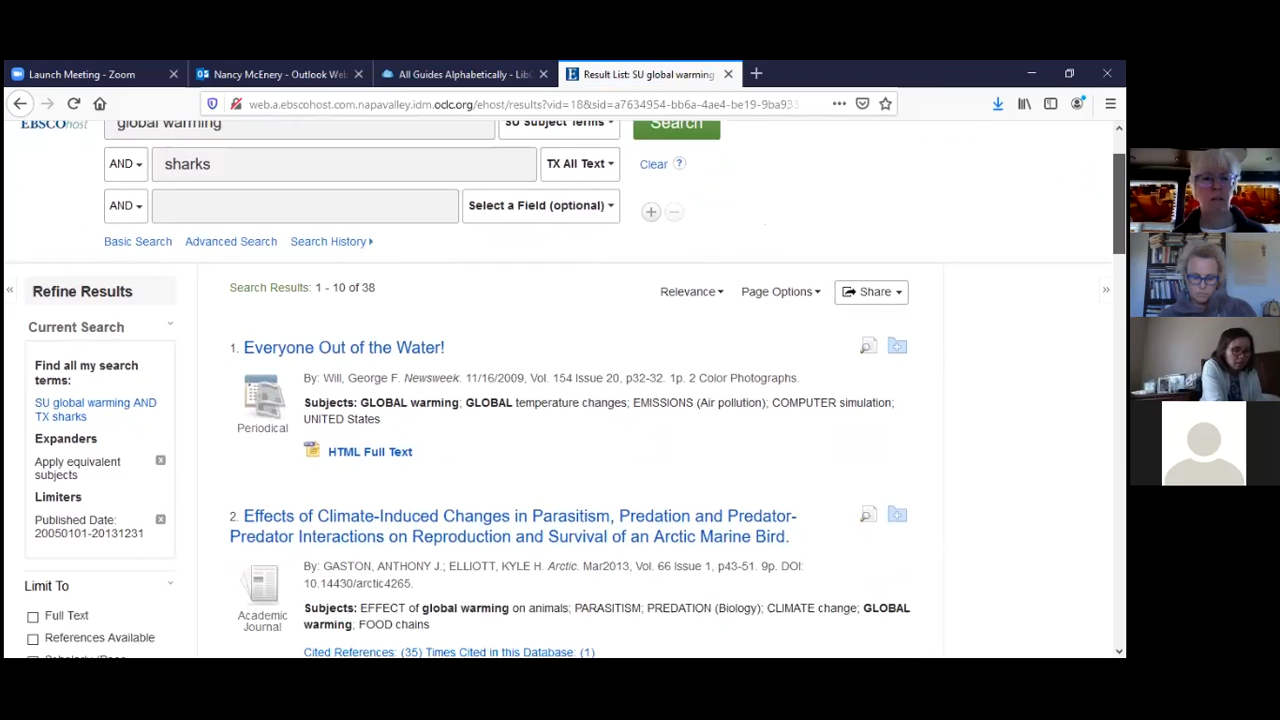 Launch Meeting - Zoom
Nancy McEnery - Outlook Web
All Guides Alphabetically - LibG
Result List: SU global warming
web.a.ebscohost.com.napavalley.idm.oclc.org/ehost/results?vid=18&sid=a7634954-bb6a-4ae4-be19-9ba933
EBSCOhost
global warming
SU Subject Terms
Search
AND
sharks
TX All Text
Clear
AND
Select a Field (optional)
Basic Search
Advanced Search
Search History
Refine Results
Search Results: 1 - 10 of 38
Relevance
Page Options
Share
Current Search
Find all my search
terms:
SU global warming AND
TX sharks
Expanders
Apply equivalent
subjects
Limiters
Published Date:
20050101-20131231
Limit To
Full Text
References Available
1. Everyone Out of the Water!
By: Will, George F. Newsweek. 11/16/2009, Vol. 154 Issue 20, p32-32. 1p. 2 Color Photographs.
Subjects: GLOBAL warming; GLOBAL temperature changes; EMISSIONS (Air pollution); COMPUTER simulation;
UNITED States
Periodical
HTML Full Text
2. Effects of Climate-Induced Changes in Parasitism, Predation and Predator-
Predator Interactions on Reproduction and Survival of an Arctic Marine Bird.
By: GASTON, ANTHONY J.; ELLIOTT, KYLE H. Arctic. Mar2013, Vol. 66 Issue 1, p43-51. 9p. DOI:
10.14430/arctic4265.
Subjects: EFFECT of global warming on animals; PARASITISM; PREDATION (Biology); CLIMATE change; GLOBAL
warming; FOOD chains
Academic
Journal
Cited References: (35) Times Cited in this Database: (1)